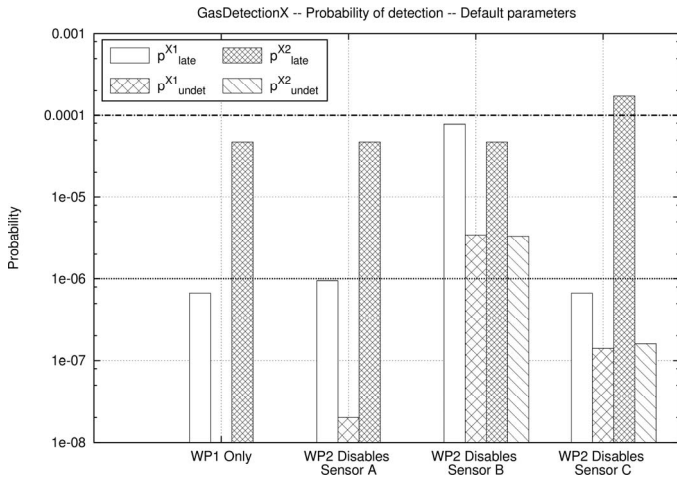 GasDetectionX -- Probability of detection -- Default parameters
0.001
0.0001
1e-05
1e-06
1e-07
1e-08
Probability
p^X1_late
p^X1_undet
p^X2_late
p^X2_undet
WP1 Only
WP2 Disables
Sensor A
WP2 Disables
Sensor B
WP2 Disables
Sensor C